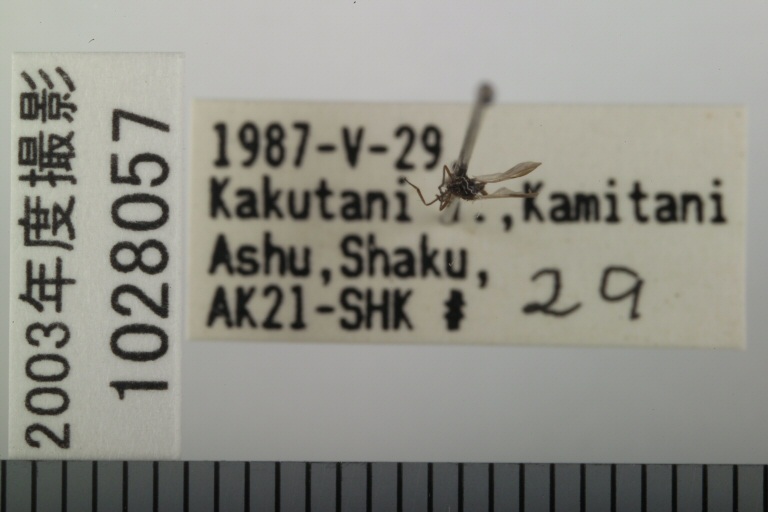 2003年度撮影
1028057
1987-V-29
Kakutani .,Kamitani
Ashu,Shaku,
AK21-SHK # 29